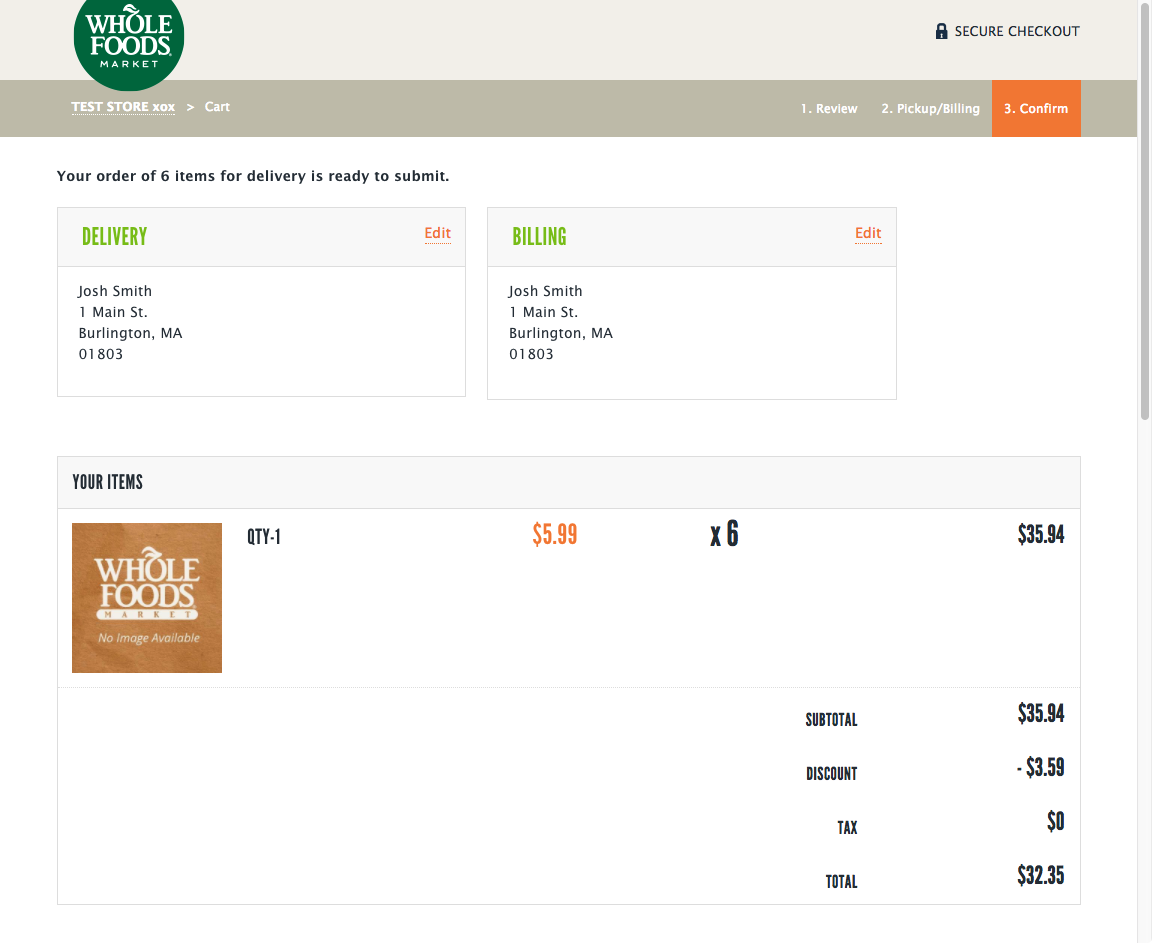 WHOLE
FOODS
MARKET
SECURE CHECKOUT
TEST STORE xox > Cart
1. Review 2. Pickup/Billing 3. Confirm
Your order of 6 items for delivery is ready to submit.
DELIVERY Edit
Josh Smith
1 Main St.
Burlington, MA
01803
BILLING Edit
Josh Smith
1 Main St.
Burlington, MA
01803
YOUR ITEMS
WHOLE
FOODS
MARKET
No Image Available
QTY-1 $5.99 x 6 $35.94
SUBTOTAL $35.94
DISCOUNT - $3.59
TAX $0
TOTAL $32.35